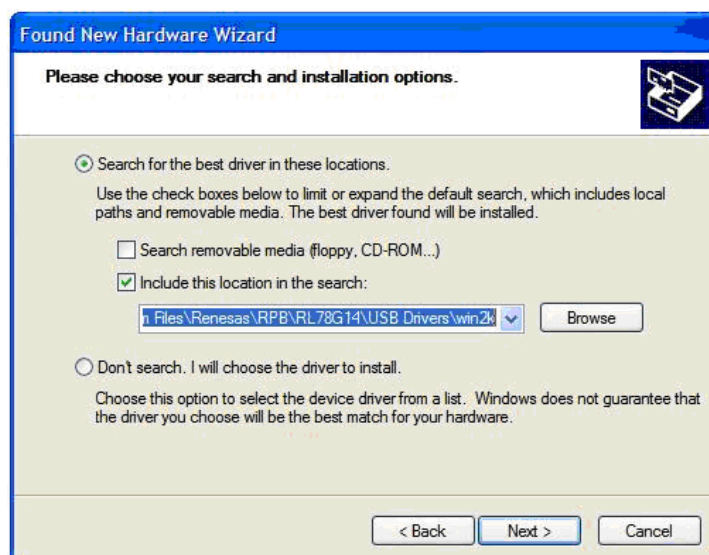 Found New Hardware Wizard
Please choose your search and installation options.
Search for the best driver in these locations.
Use the check boxes below to limit or expand the default search, which includes local
paths and removable media. The best driver found will be installed.
Search removable media (floppy, CD-ROM...)
Include this location in the search:
n Files\Renesas\RPB\RL78G14\USB Drivers\win2k
Browse
Don't search. I will choose the driver to install.
Choose this option to select the device driver from a list. Windows does not guarantee that
the driver you choose will be the best match for your hardware.
< Back Next > Cancel